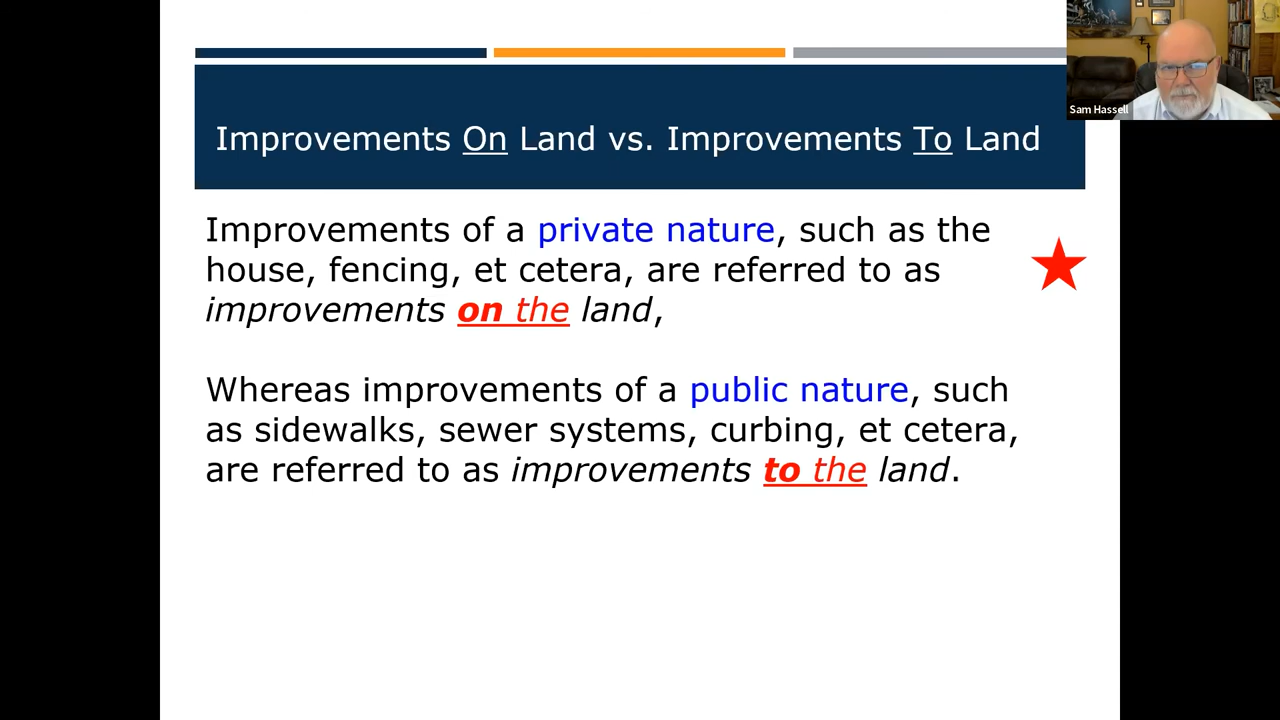 Sam Hassell
Improvements On Land vs. Improvements To Land
Improvements of a private nature, such as the
house, fencing, et cetera, are referred to as
improvements on the land,
Whereas improvements of a public nature, such
as sidewalks, sewer systems, curbing, et cetera,
are referred to as improvements to the land.